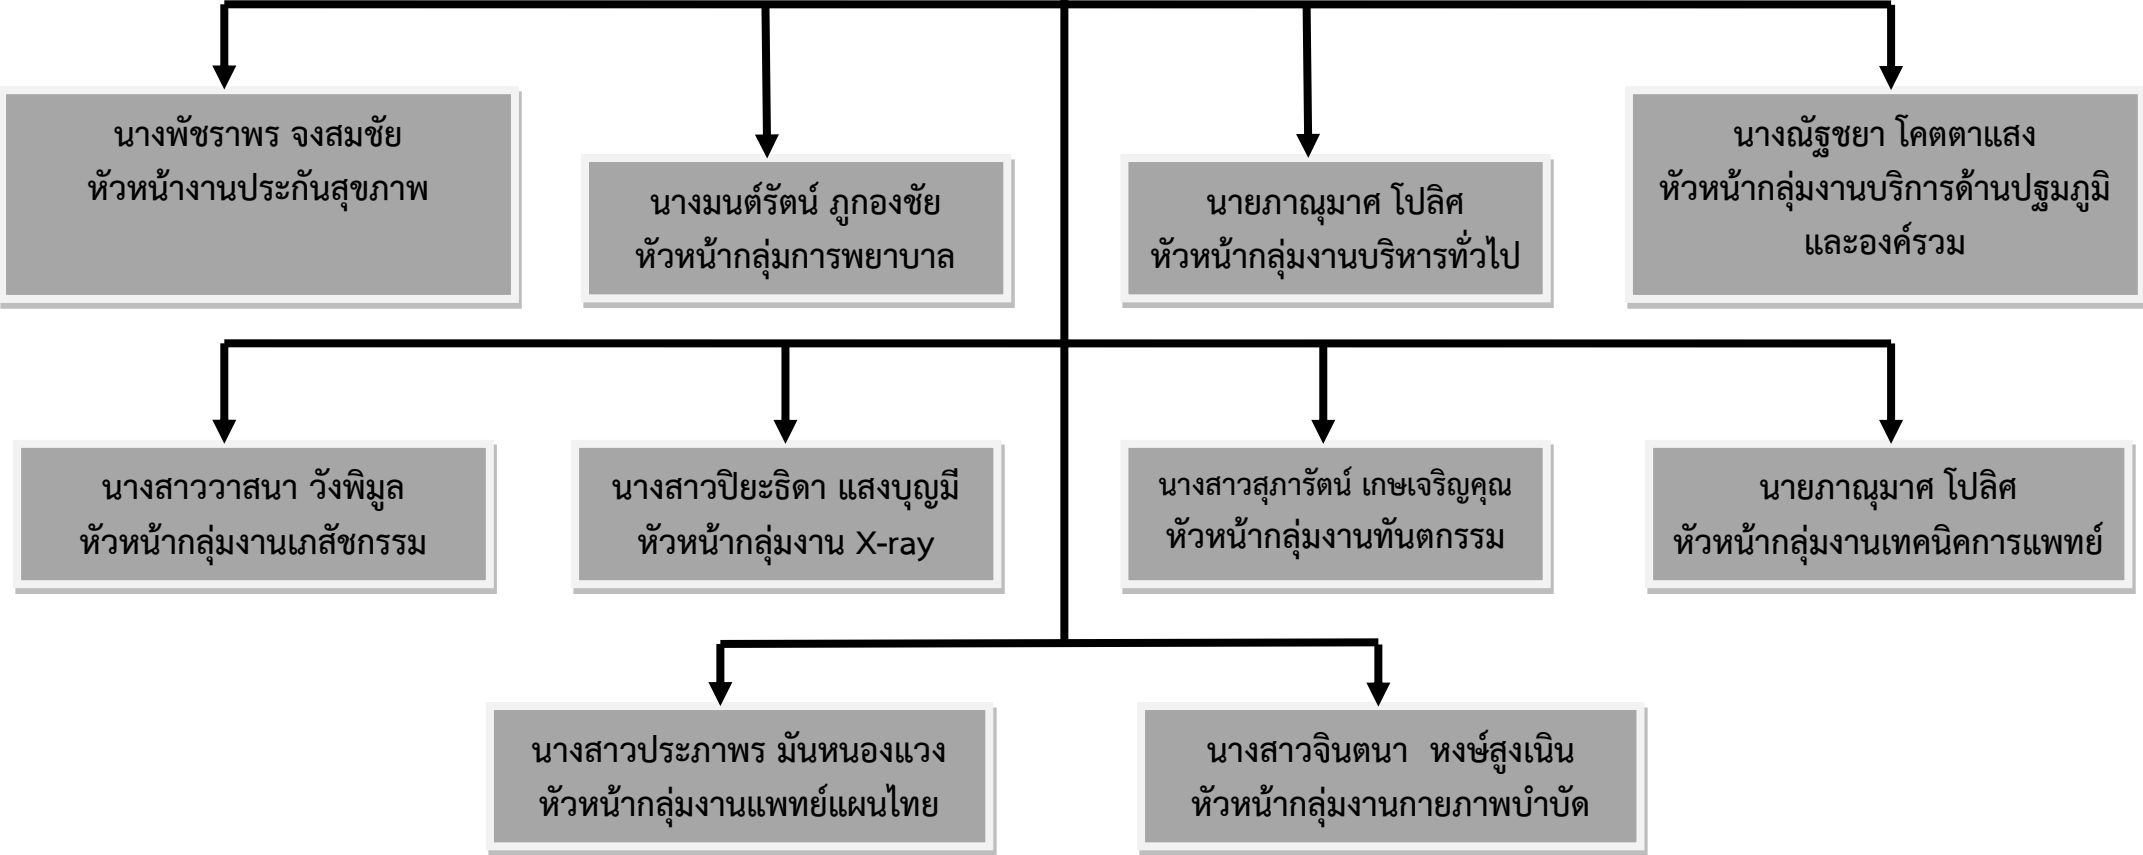 นางพัชราพร จงสมชัย
หัวหน้างานประกันสุขภาพ
นางมนต์รัตน์ ภูกองชัย
หัวหน้ากลุ่มการพยาบาล
นายภาณุมาศ โปลิศ
หัวหน้ากลุ่มงานบริหารทั่วไป
นางณัฐชยา โคตตาแสง
หัวหน้ากลุ่มงานบริการด้านปฐมภูมิ
และองค์รวม
นางสาววาสนา วังพิมูล
หัวหน้ากลุ่มงานเภสัชกรรม
นางสาวปิยะธิดา แสงบุญมี
หัวหน้ากลุ่มงาน X-ray
นางสาวสุภารัตน์ เกษเจริญคุณ
หัวหน้ากลุ่มงานทันตกรรม
นายภาณุมาศ โปลิศ
หัวหน้ากลุ่มงานเทคนิคการแพทย์
นางสาวประภาพร มันหนองแวง
หัวหน้ากลุ่มงานแพทย์แผนไทย
นางสาวจินตนา  หงษ์สูงเนิน
หัวหน้ากลุ่มงานกายภาพบำบัด